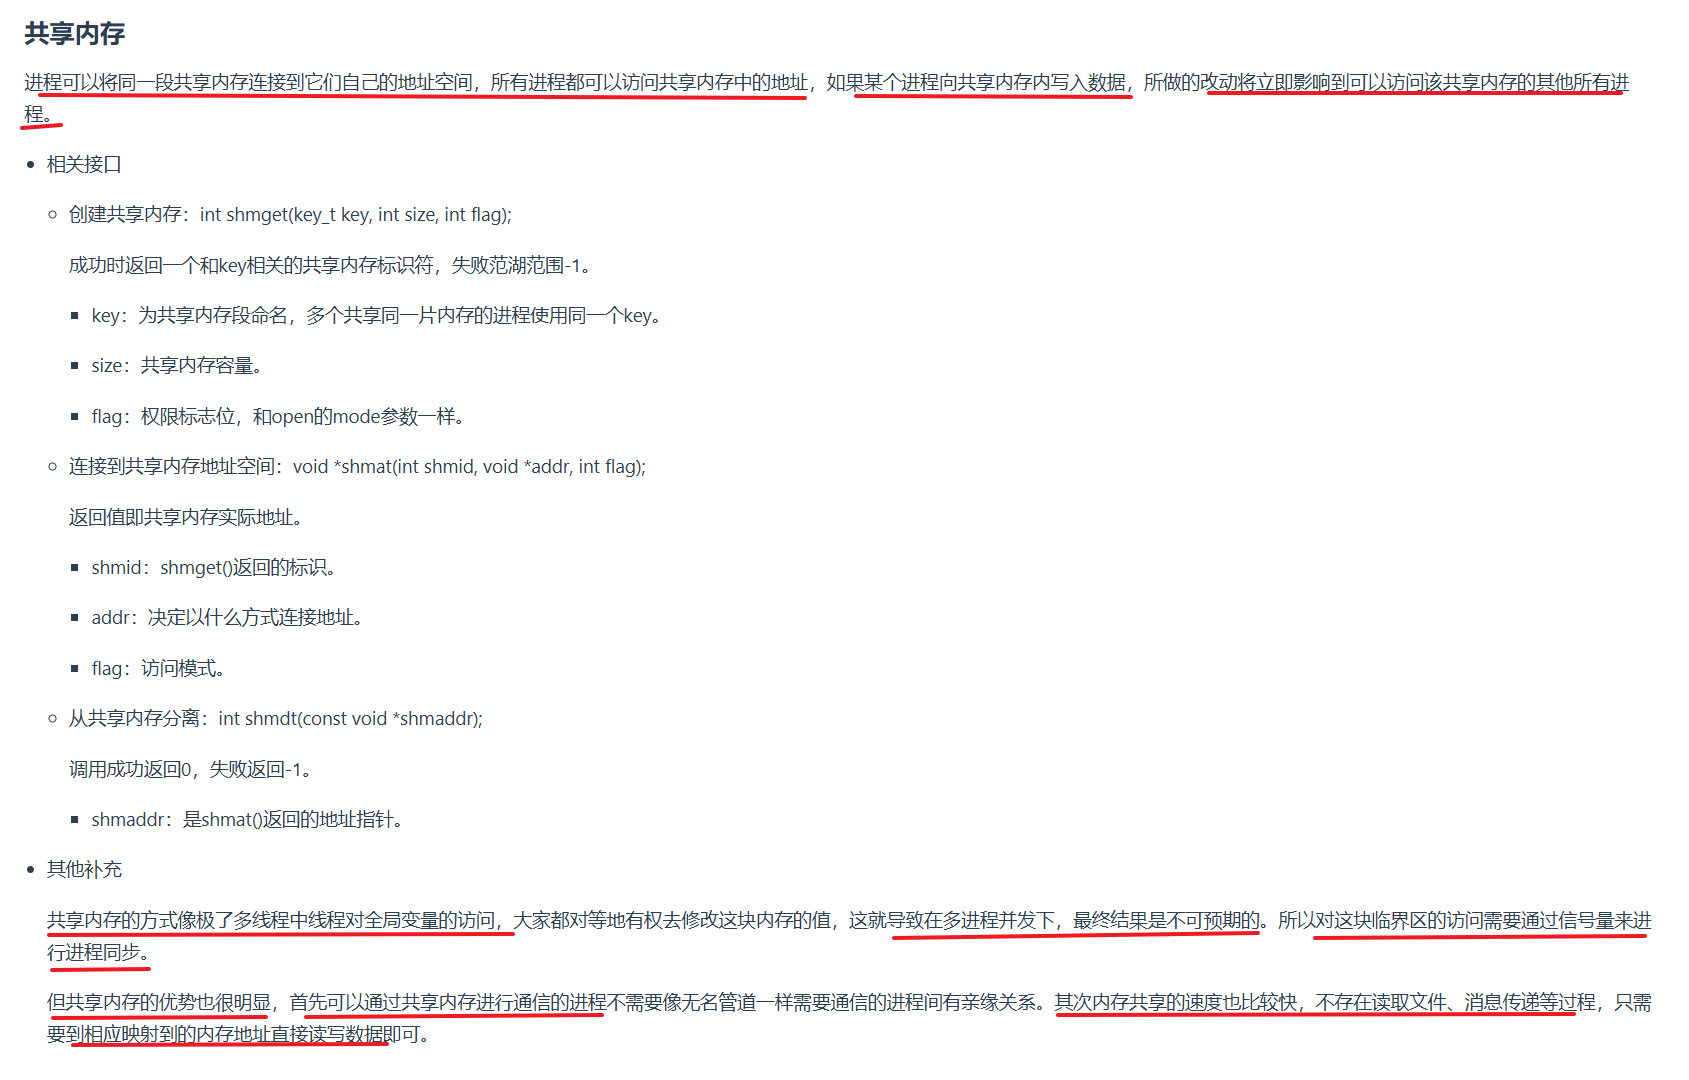 共享内存
进程可以将同一段共享内存连接到它们自己的地址空间，所有进程都可以访问共享内存中的地址，如果某个进程向共享内存内写入数据，所做的改动将立即影响到可以访问该共享内存的其他所有进
程。
相关接口
创建共享内存：int shmget(key_t key, int size, int flag);
成功时返回一个和key相关的共享内存标识符，失败范湖范围-1。
key：为共享内存段命名，多个共享同一片内存的进程使用同一个key。
size：共享内存容量。
flag：权限标志位，和open的mode参数一样。
连接到共享内存地址空间：void *shmat(int shmid, void *addr, int flag);
返回值即共享内存实际地址。
shmid：shmget()返回的标识。
addr：决定以什么方式连接地址。
flag：访问模式。
从共享内存分离：int shmdt(const void *shmaddr);
调用成功返回0，失败返回-1。
shmaddr：是shmat()返回的地址指针。
其他补充
共享内存的方式像极了多线程中线程对全局变量的访问，大家都对等地有权去修改这块内存的值，这就导致在多进程并发下，最终结果是不可预期的。所以对这块临界区的访问需要通过信号量来进
行进程同步。
但共享内存的优势也很明显，首先可以通过共享内存进行通信的进程不需要像无名管道一样需要通信的进程间有亲缘关系。其次内存共享的速度也比较快，不存在读取文件、消息传递等过程，只需
要到相应映射到的内存地址直接读写数据即可。